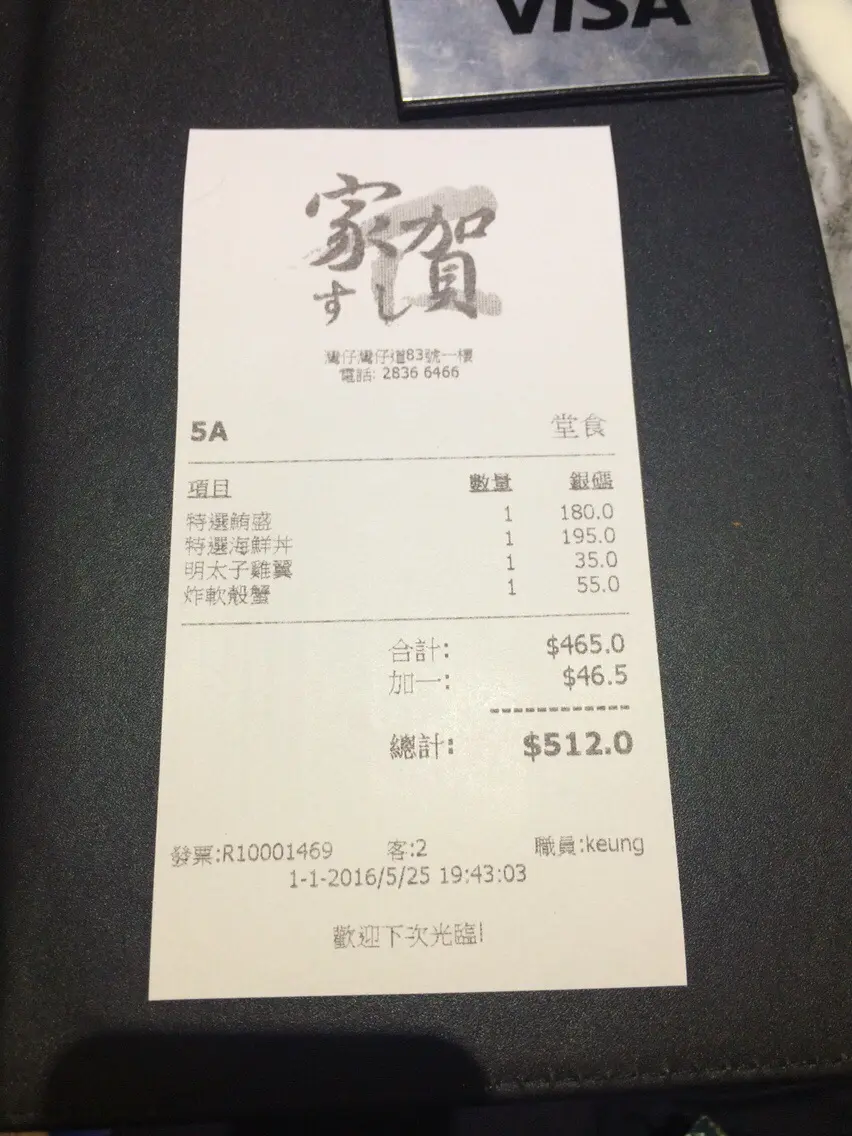 VISA
家賀
すし
灣仔灣仔道83號一樓
電話: 2836 6466
5A 堂食
項目 數量 銀碼
特選鮪盛 1 180.0
特選海鮮丼 1 195.0
明太子雞翼 1 35.0
炸軟殼蟹 1 55.0
合計: $465.0
加一: $46.5
總計: $512.0
發票:R10001469 客:2 職員:keung
1-1-2016/5/25 19:43:03
歡迎下次光臨!